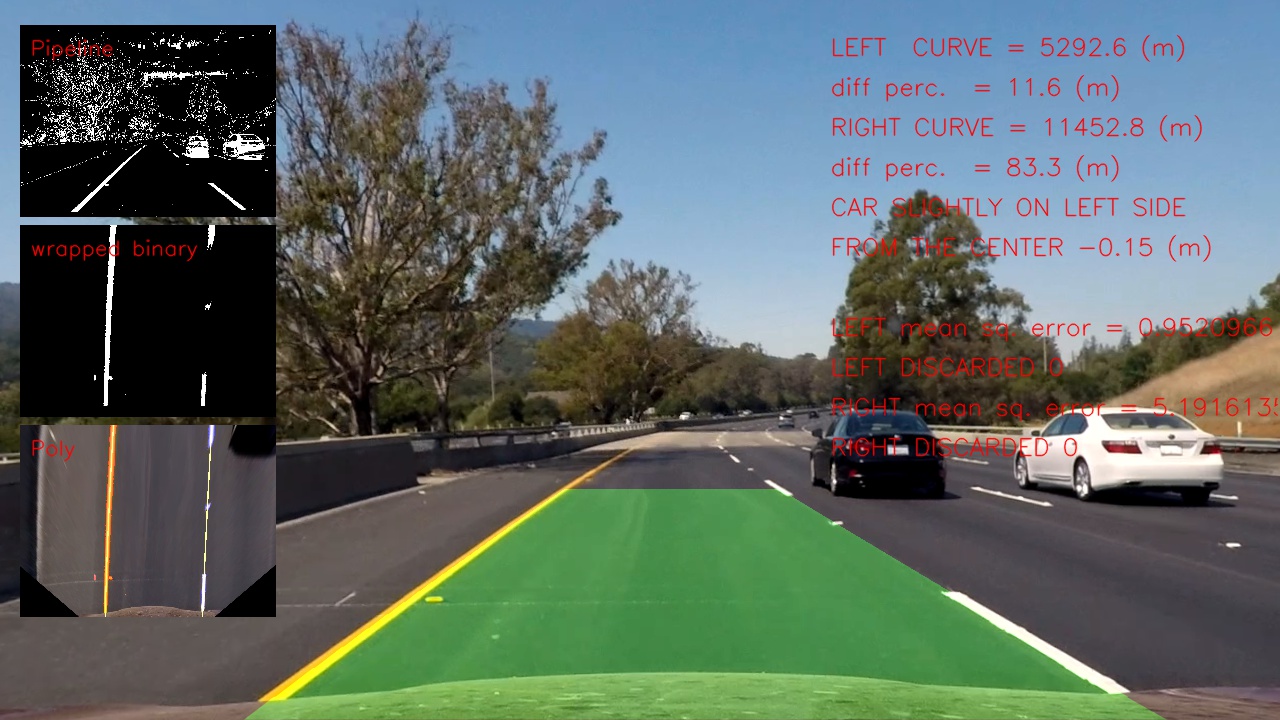 Pipeline
wrapped binary
Poly
LEFT CURVE = 5292.6 (m)
diff perc. = 11.6 (m)
RIGHT CURVE = 11452.8 (m)
diff perc. = 83.3 (m)
CAR SLIGHTLY ON LEFT SIDE
FROM THE CENTER -0.15 (m)
LEFT mean sq. error = 0.9520966
LEFT DISCARDED 0
RIGHT mean sq. error = 5.1916135
RIGHT DISCARDED 0